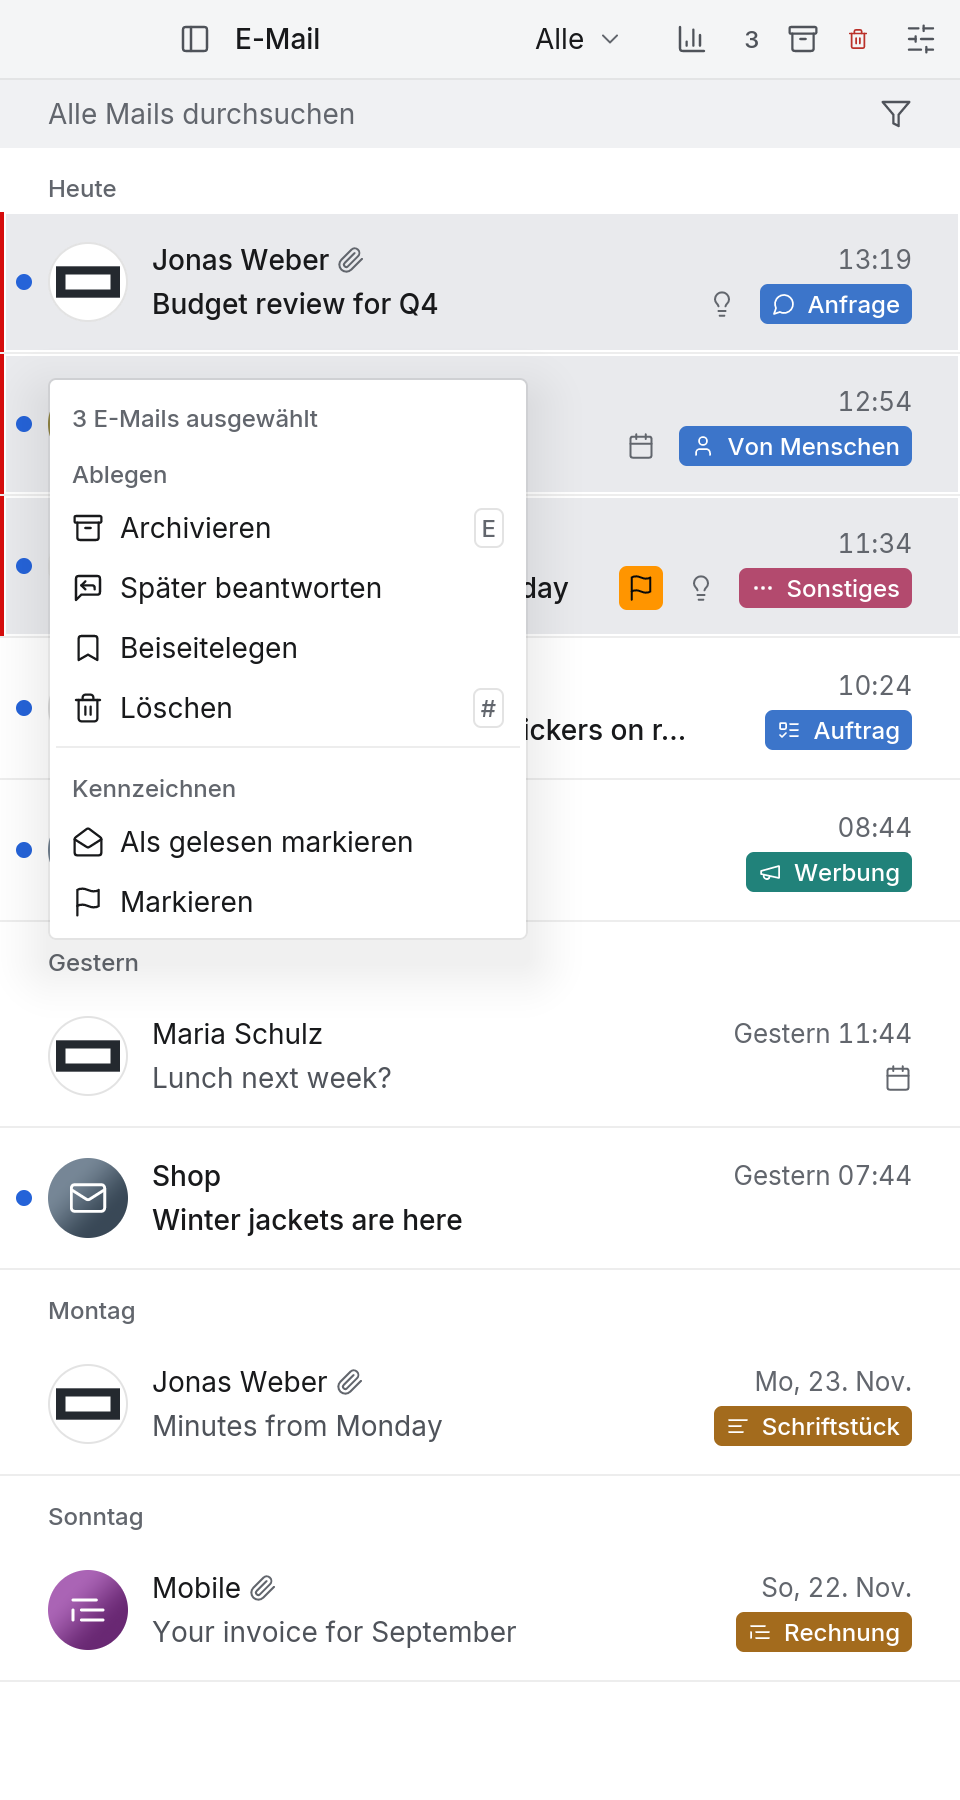 E-Mail
Alle
3
Alle Mails durchsuchen
Heute
Jonas Weber
13:19
Budget review for Q4
Anfrage
12:54
Von Menschen
11:34
day
Sonstiges
10:24
ickers on r...
Auftrag
08:44
Werbung
3 E-Mails ausgewählt
Ablegen
Archivieren
E
Später beantworten
Beiseitelegen
Löschen
#
Kennzeichnen
Als gelesen markieren
Markieren
Gestern
Maria Schulz
Gestern 11:44
Lunch next week?
Shop
Gestern 07:44
Winter jackets are here
Montag
Jonas Weber
Mo, 23. Nov.
Minutes from Monday
Schriftstück
Sonntag
Mobile
So, 22. Nov.
Your invoice for September
Rechnung